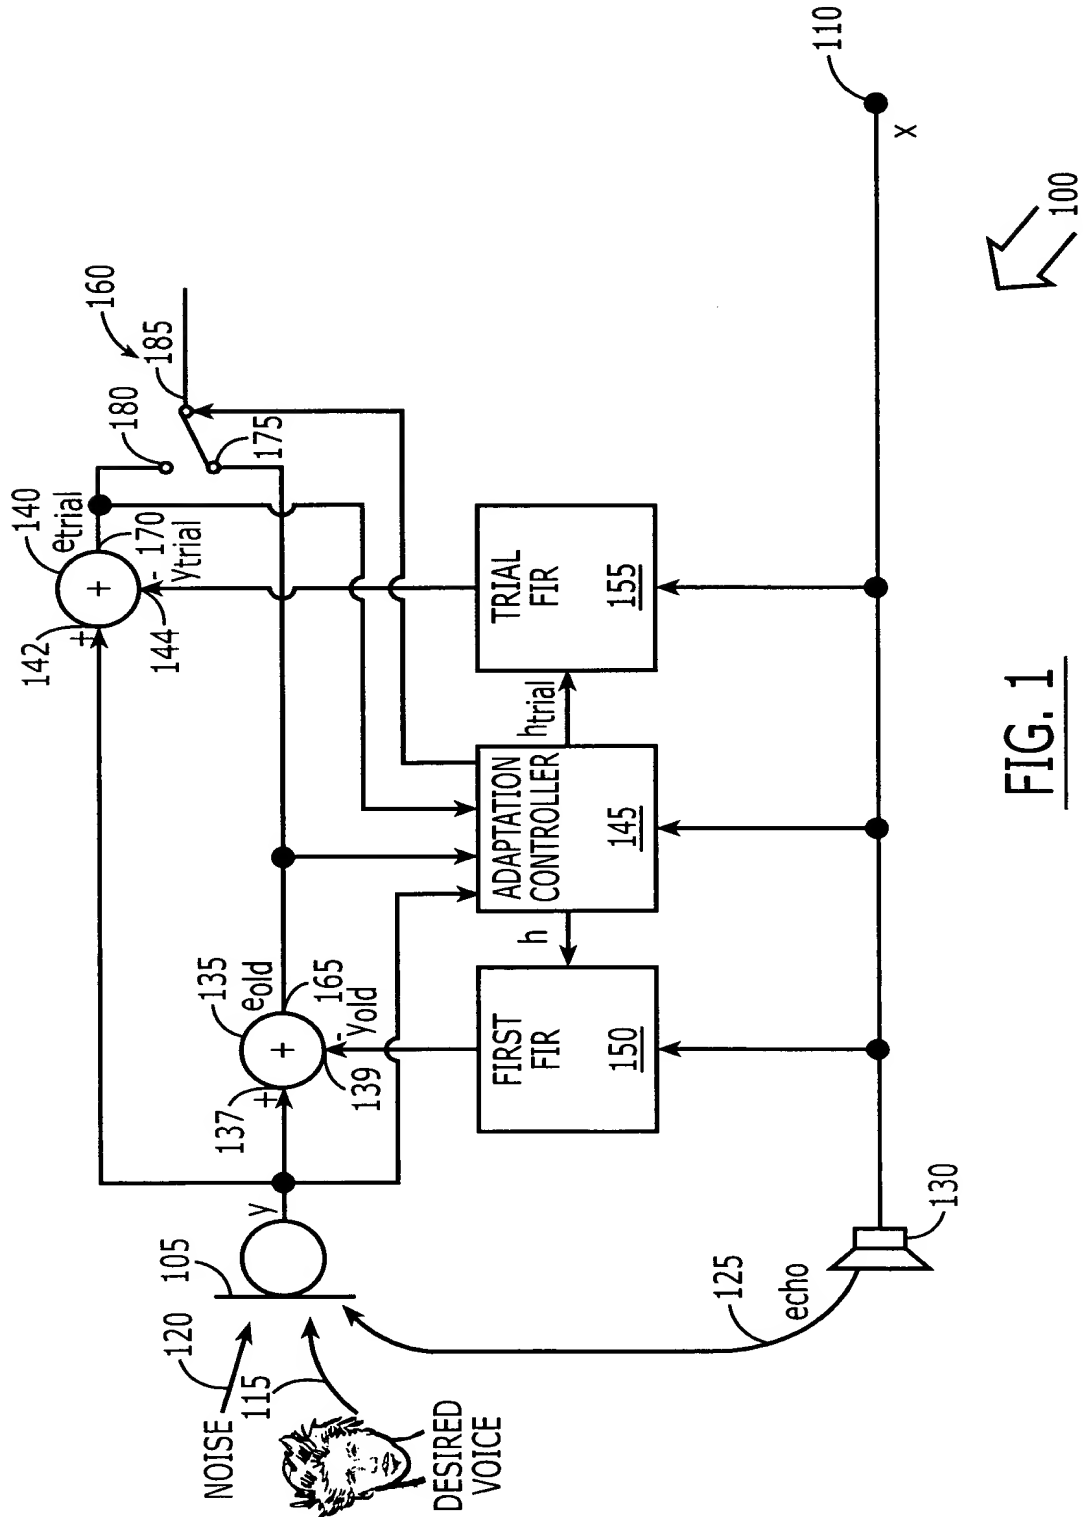 NOISE
120
105
115
DESIRED
VOICE
y
137
+
135
eold
165
-
yold
139
+
142
+
140
etrial
170
-
ytrial
144
+
180
160
185
175
FIRST
FIR
150
h
ADAPTATION
CONTROLLER
145
htrial
TRIAL
FIR
155
125
echo
130
x
110
100
FIG. 1